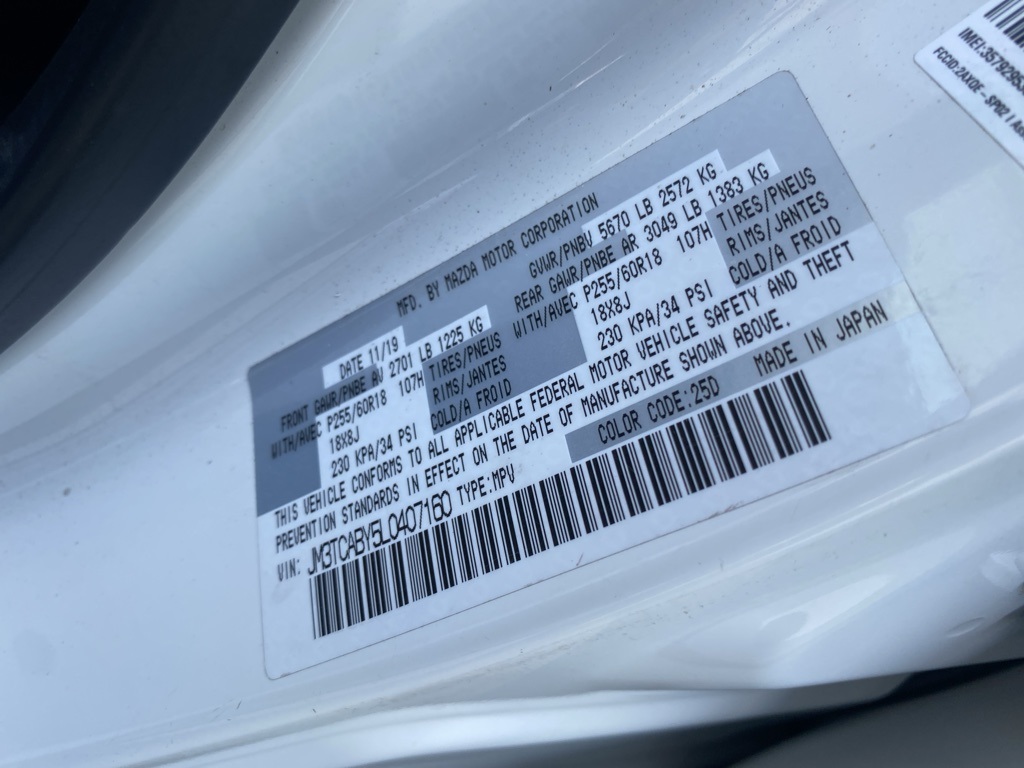 MFD. BY MAZDA MOTOR CORPORATION
DATE 11/19 GVWR/PNBV 5670 LB 2572 KG
FRONT GAWR/PNBE AV 2701 LB 1225 KG REAR GAWR/PNBE AR 3049 LB 1383 KG
WITH/AVEC P255/60R18 107H TIRES/PNEUS WITH/AVEC P255/60R18 107H TIRES/PNEUS
18X8J RIMS/JANTES 18X8J RIMS/JANTES
230 KPA/34 PSI COLD/A FROID 230 KPA/34 PSI COLD/A FROID
THIS VEHICLE CONFORMS TO ALL APPLICABLE FEDERAL MOTOR VEHICLE SAFETY AND THEFT
PREVENTION STANDARDS IN EFFECT ON THE DATE OF MANUFACTURE SHOWN ABOVE.
VIN: JM3TCABY5L0407160 TYPE:MPV COLOR CODE:25D MADE IN JAPAN